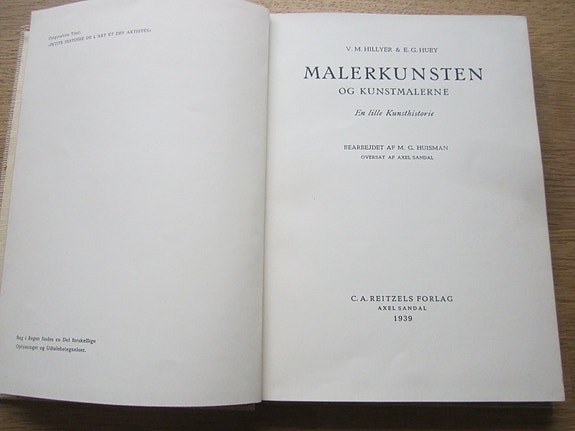 Originalens Titel:
»PETITE HISTOIRE DE L'ART ET DES ARTISTES«
Bag i Bogen findes en Del forskellige
Oplysninger og Udtalebetegnelser.
V. M. HILLYER & E. G. HUEY
MALERKUNSTEN
OG KUNSTMALERNE
En lille Kunsthistorie
BEARBEJDET AF M. G. HUISMAN
OVERSAT AF AXEL SANDAL
C. A. REITZELS FORLAG
AXEL SANDAL
1939